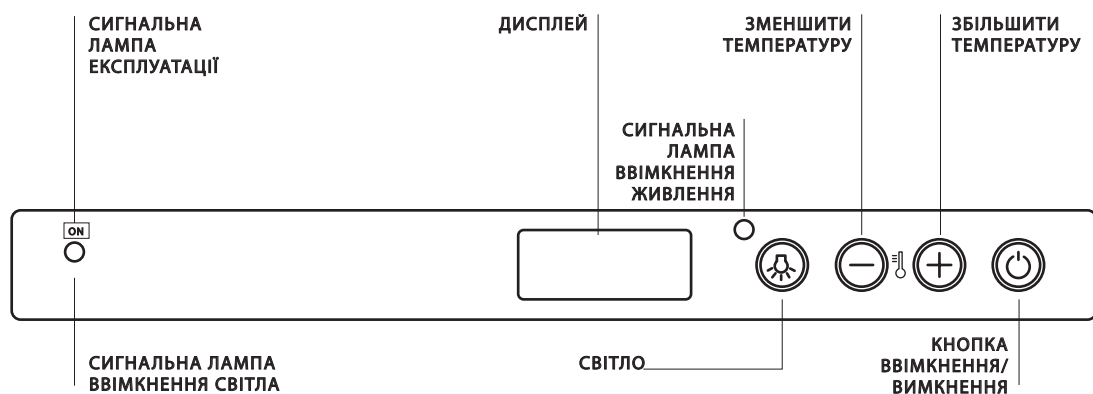 СИГНАЛЬНА
ЛАМПА
ЕКСПЛУАТАЦІЇ
ДИСПЛЕЙ
ЗМЕНШИТИ
ТЕМПЕРАТУРУ
ЗБІЛЬШИТИ
ТЕМПЕРАТУРУ
СИГНАЛЬНА
ЛАМПА
ВВІМКНЕННЯ
ЖИВЛЕННЯ
ON
СИГНАЛЬНА ЛАМПА
ВВІМКНЕННЯ СВІТЛА
СВІТЛО
КНОПКА
ВВІМКНЕННЯ/
ВИМКНЕННЯ